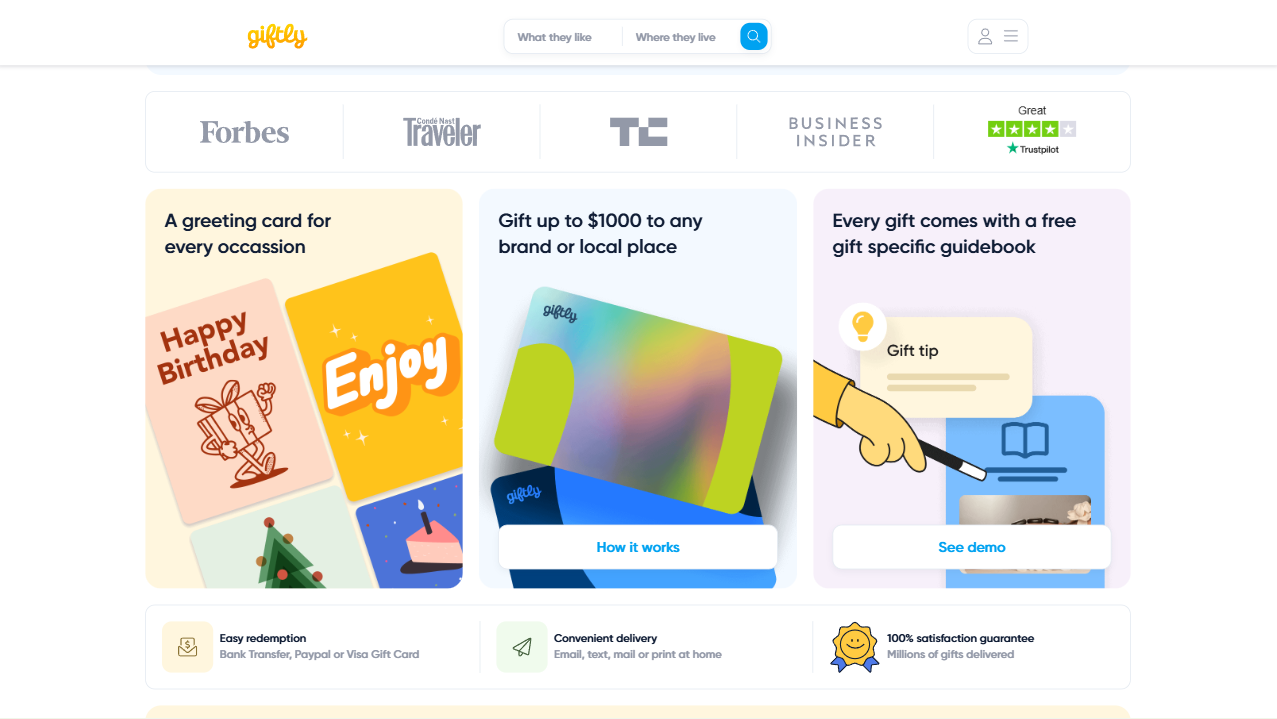 giftly
What they like
Where they live
Forbes
Condé Nast
Traveler
TC
BUSINESS
INSIDER
Great
Trustpilot
A greeting card for
every occassion
Happy
Birthday
Enjoy
Gift up to $1000 to any
brand or local place
giftly
giftly
How it works
Every gift comes with a free
gift specific guidebook
Gift tip
See demo
Easy redemption
Bank Transfer, Paypal or Visa Gift Card
Convenient delivery
Email, text, mail or print at home
100% satisfaction guarantee
Millions of gifts delivered